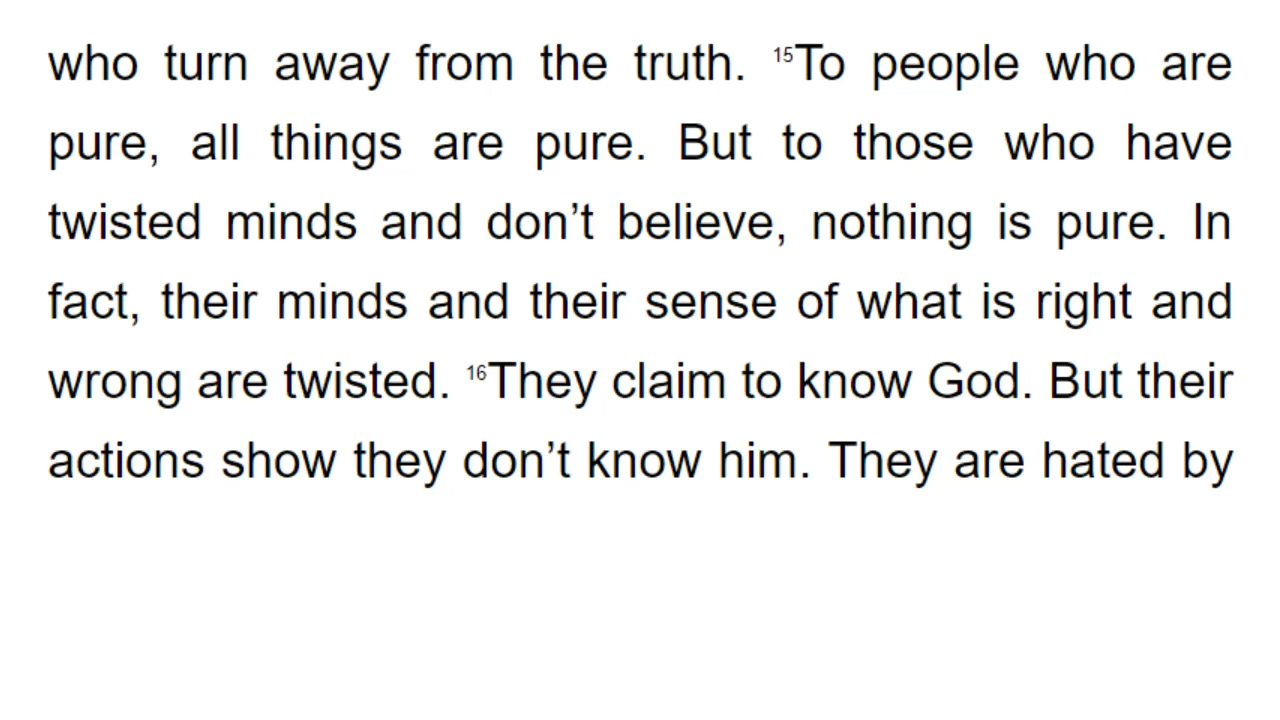 who turn away from the truth. ¹⁵To people who are
pure, all things are pure. But to those who have
twisted minds and don’t believe, nothing is pure. In
fact, their minds and their sense of what is right and
wrong are twisted. ¹⁶They claim to know God. But their
actions show they don’t know him. They are hated by